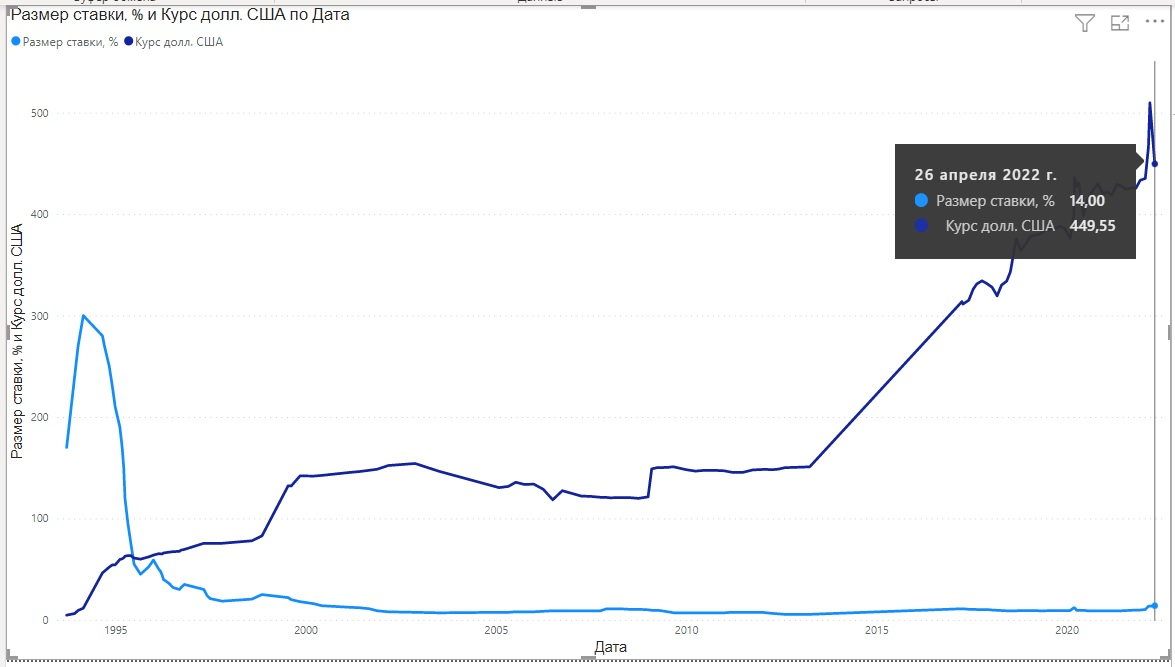 Размер ставки, % и Курс долл. США по Дата
Размер ставки, % Курс долл. США
500
400
300
200
100
0
Размер ставки, % и Курс долл. США
26 апреля 2022 г.
Размер ставки, % 14,00
Курс долл. США 449,55
1995 2000 2005 2010 2015 2020
Дата